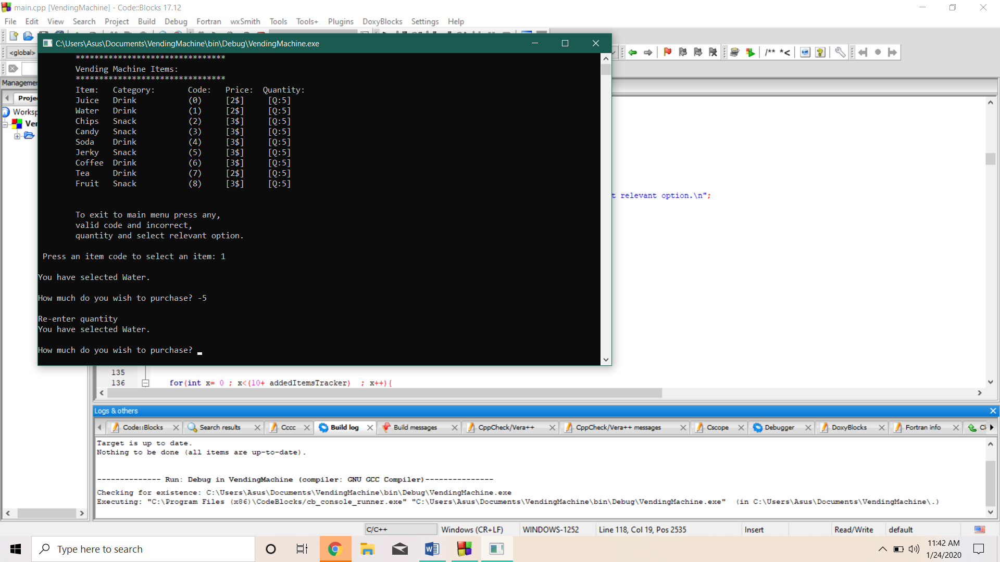 main.cpp [VendingMachine] - Code::Blocks 17.12
File Edit View Search Project Build Debug Fortran wxSmith Tools Tools+ Plugins DoxyBlocks Settings Help
C:\Users\Asus\Documents\VendingMachine\bin\Debug\VendingMachine.exe
<global>
/** *<
********************************
Vending Machine Items:
********************************
Item: Category: Code: Price: Quantity:
Juice Drink (0) [2$] [Q:5]
Water Drink (1) [2$] [Q:5]
Chips Snack (2) [3$] [Q:5]
Candy Snack (3) [3$] [Q:5]
Soda Drink (4) [3$] [Q:5]
Jerky Snack (5) [3$] [Q:5]
Coffee Drink (6) [3$] [Q:5]
Tea Drink (7) [2$] [Q:5]
Fruit Snack (8) [3$] [Q:5]
To exit to main menu press any,
valid code and incorrect,
quantity and select relevant option.
Press an item code to select an item: 1
You have selected Water.
How much do you wish to purchase? -5
Re-enter quantity
You have selected Water.
How much do you wish to purchase?
Managemen
Projec
Worksp
Ven
t relevant option.\n";
135
136 for(int x= 0 ; x<(10+ addedItemsTracker) ; x++){
Logs & others
Code::Blocks Search results Cccc Build log Build messages CppCheck/Vera++ CppCheck/Vera++ messages Cscope Debugger DoxyBlocks Fortran info Cl
Target is up to date.
Nothing to be done (all items are up-to-date).
-------------- Run: Debug in VendingMachine (compiler: GNU GCC Compiler)---------------
Checking for existence: C:\Users\Asus\Documents\VendingMachine\bin\Debug\VendingMachine.exe
Executing: "C:\Program Files (x86)\CodeBlocks/cb_console_runner.exe" "C:\Users\Asus\Documents\VendingMachine\bin\Debug\VendingMachine.exe" (in C:\Users\Asus\Documents\VendingMachine\.)
C/C++ Windows (CR+LF) WINDOWS-1252 Line 118, Col 19, Pos 2535 Insert Read/Write default
Type here to search
11:42 AM
1/24/2020